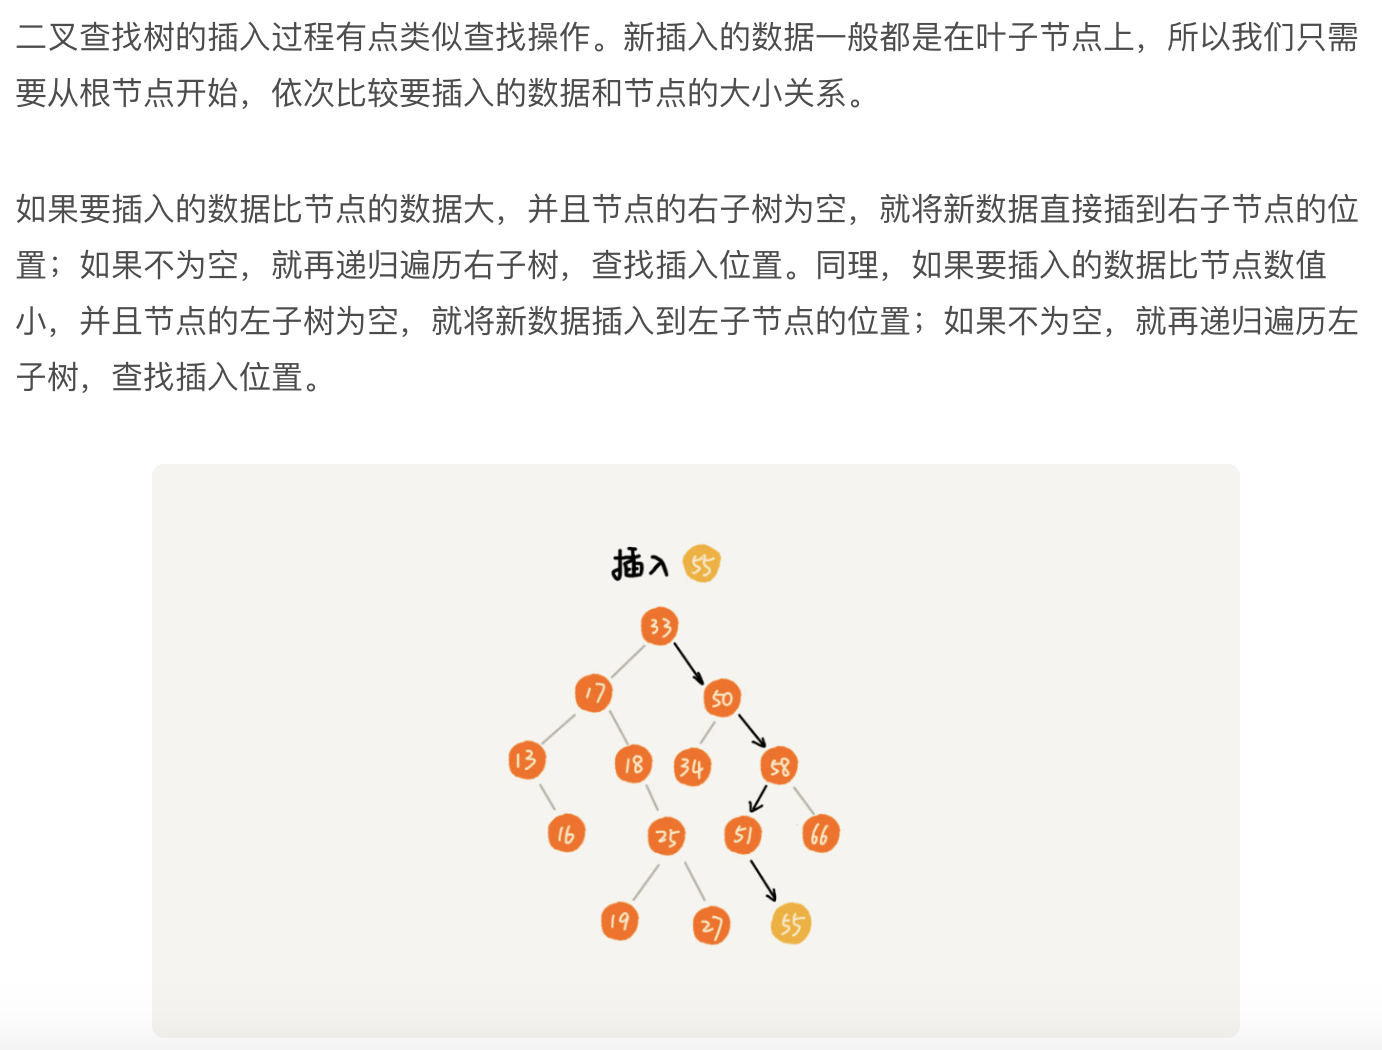 二叉查找树的插入过程有点类似查找操作。新插入的数据一般都是在叶子节点上，所以我们只需
要从根节点开始，依次比较要插入的数据和节点的大小关系。
如果要插入的数据比节点的数据大，并且节点的右子树为空，就将新数据直接插到右子节点的位
置；如果不为空，就再递归遍历右子树，查找插入位置。同理，如果要插入的数据比节点数值
小，并且节点的左子树为空，就将新数据插入到左子节点的位置；如果不为空，就再递归遍历左
子树，查找插入位置。
插入 55
33
17 50
13 18 34 58
16 25 51 66
19 27 55